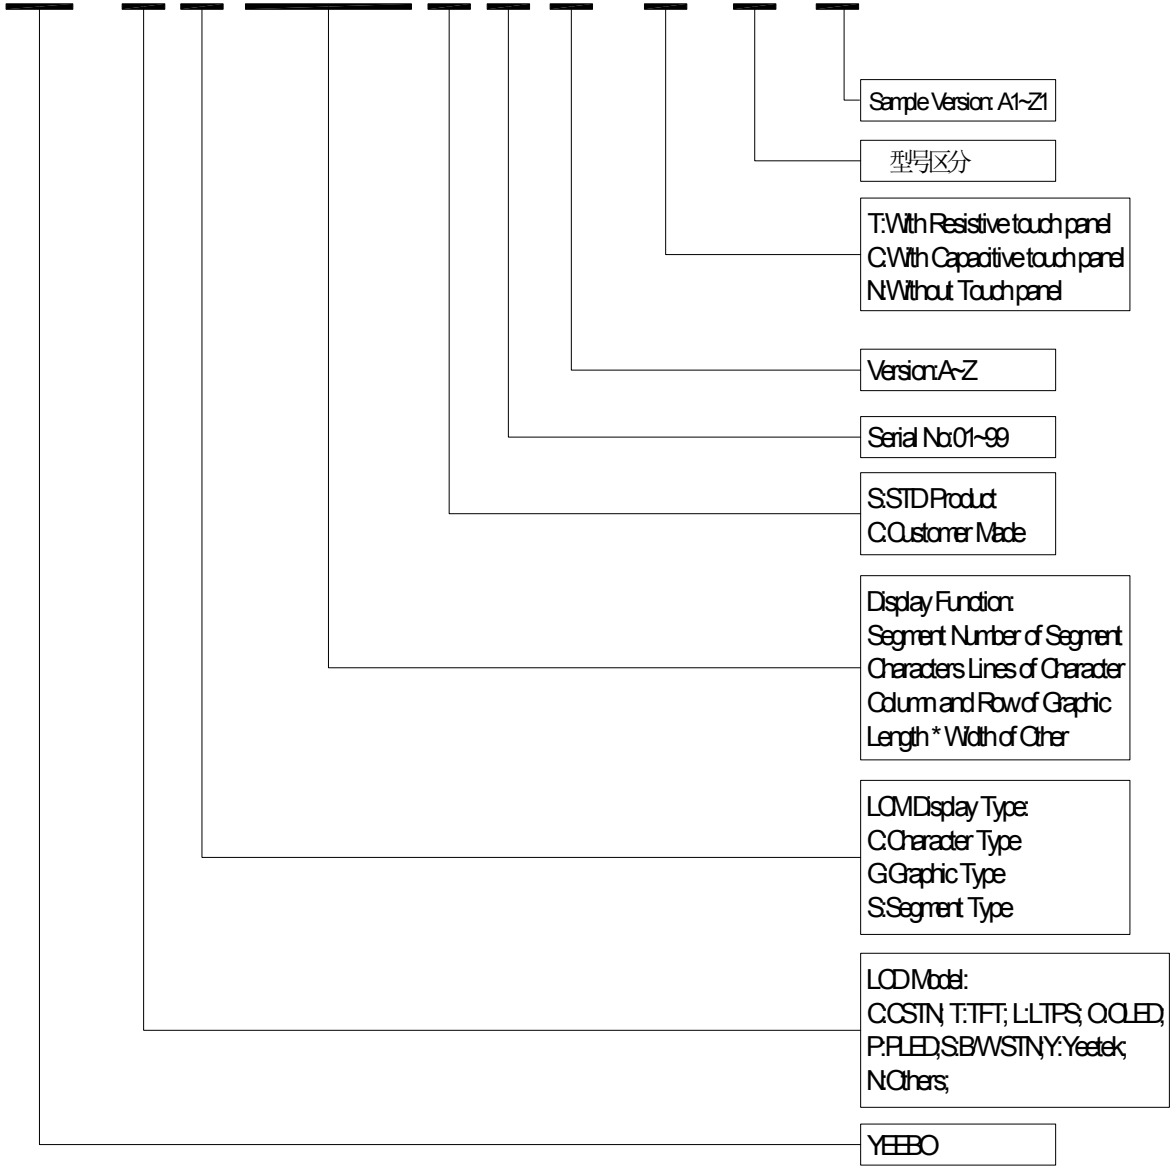 Sample Version: A1~Z1
型号区分
T:With Resistive touch panel
C:With Capacitive touch panel
N:Without Touch panel
Version:A~Z
Serial No:01~99
S:STD Product
C:Customer Made
Display Function:
Segment Number of Segment
Characters Lines of Character
Column and Row of Graphic
Length * Width of Other
LCM Display Type:
C:Character Type
G:Graphic Type
S:Segment Type
LCD Model:
C:CSTN; T:TFT; L:LTPS; O:OLED;
P:PLED;S:B/W STN;Y:Yeetek;
N:Others;
YEEBO